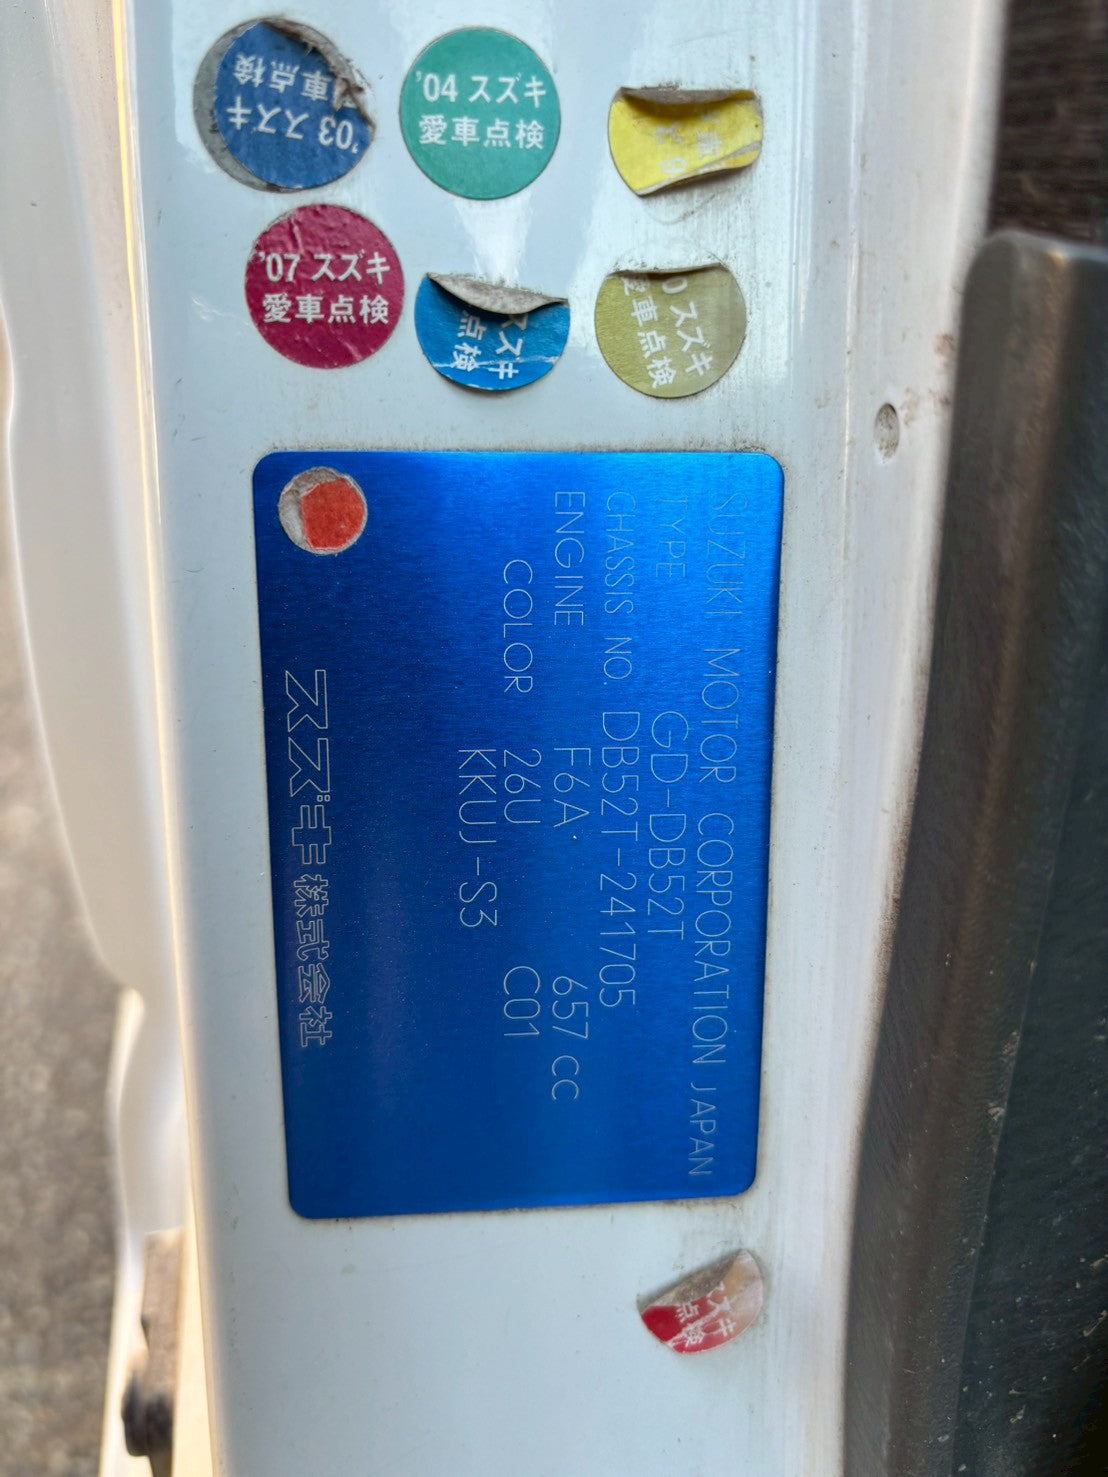 '03 スズキ
愛車点検
'04 スズキ
愛車点検
'07 スズキ
愛車点検
スズキ
点検
0 スズキ
愛車点検
SUZUKI MOTOR CORPORATION JAPAN
TYPE GD-DB52T
CHASSIS NO. DB52T-241705
ENGINE F6A 657 CC
COLOR 26U C01
KKUJ-S3
スズキ株式会社
スズキ
点検